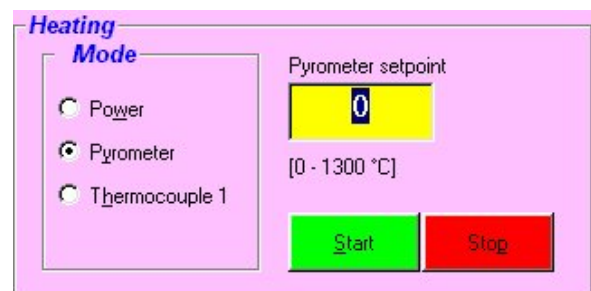 Heating
Mode
Power
Pyrometer
Thermocouple 1
Pyrometer setpoint
0
[0 - 1300 °C]
Start
Stop